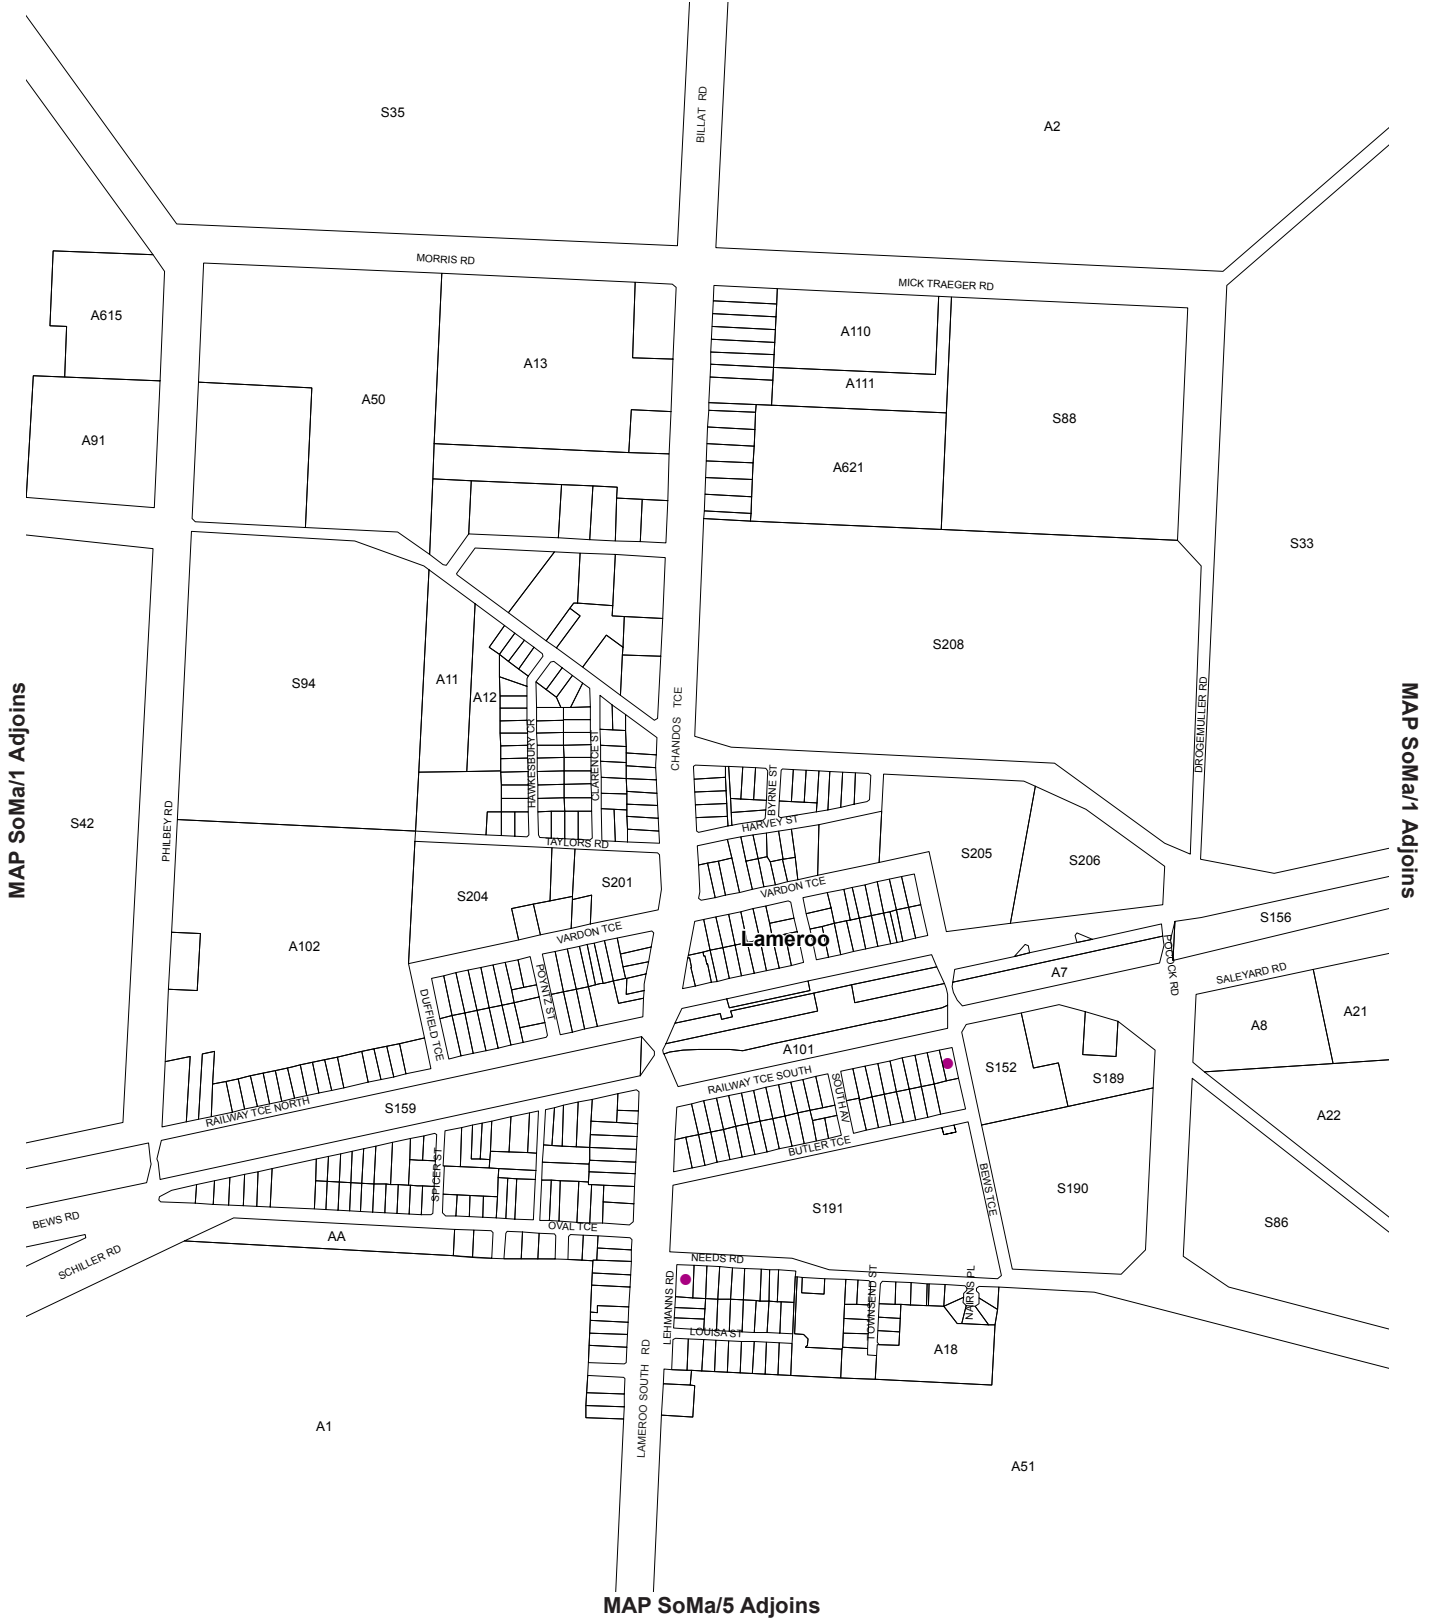 S35
BILLAT RD
A2
MORRIS RD
MICK TRAEGER RD
A615
A110
A13
A111
A50
S88
A91
A621
S33
S208
S94
A11
A12
DROGEMULLER RD
CHANDOS TCE
HAWKESBURY CR
CLARENCE ST
MAP SoMa/1 Adjoins
MAP SoMa/1 Adjoins
S42
PHILBEY RD
BYRNE ST
HARVEY ST
TAYLORS RD
S205
S206
S201
VARDON TCE
S204
S156
VARDON TCE
Lameroo
A102
POCOCK RD
A7
SALEYARD RD
POYNTZ ST
DUFFIELD TCE
A21
A8
A101
RAILWAY TCE SOUTH
SOUTH AV
S152
S189
S159
RAILWAY TCE NORTH
A22
BUTLER TCE
SPICER ST
BEWS TCE
S190
S191
BEWS RD
OVAL TCE
AA
S86
SCHILLER RD
NEEDS RD
LEHMANNS RD
TOWNSEND ST
NAIRNS PL
LOUISA ST
A18
LAMEROO SOUTH RD
A1
A51
MAP SoMa/5 Adjoins